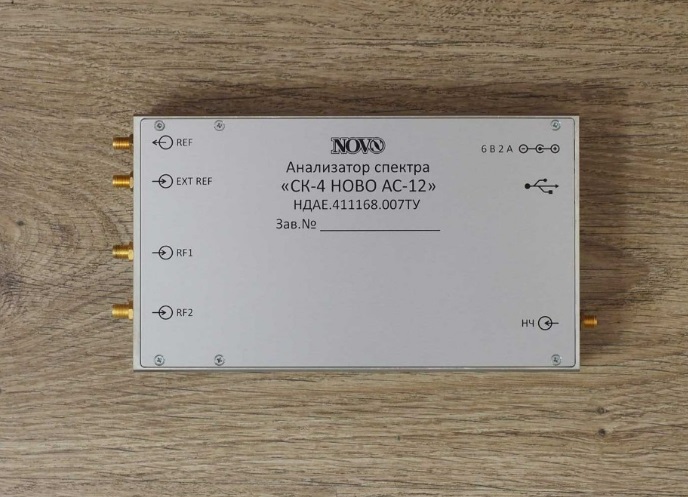 NOVO
Анализатор спектра
«СК-4 НОВО АС-12»
НДАЕ.411168.007ТУ
Зав.№ ________________
REF
EXT REF
RF1
RF2
6 В 2 А
НЧ